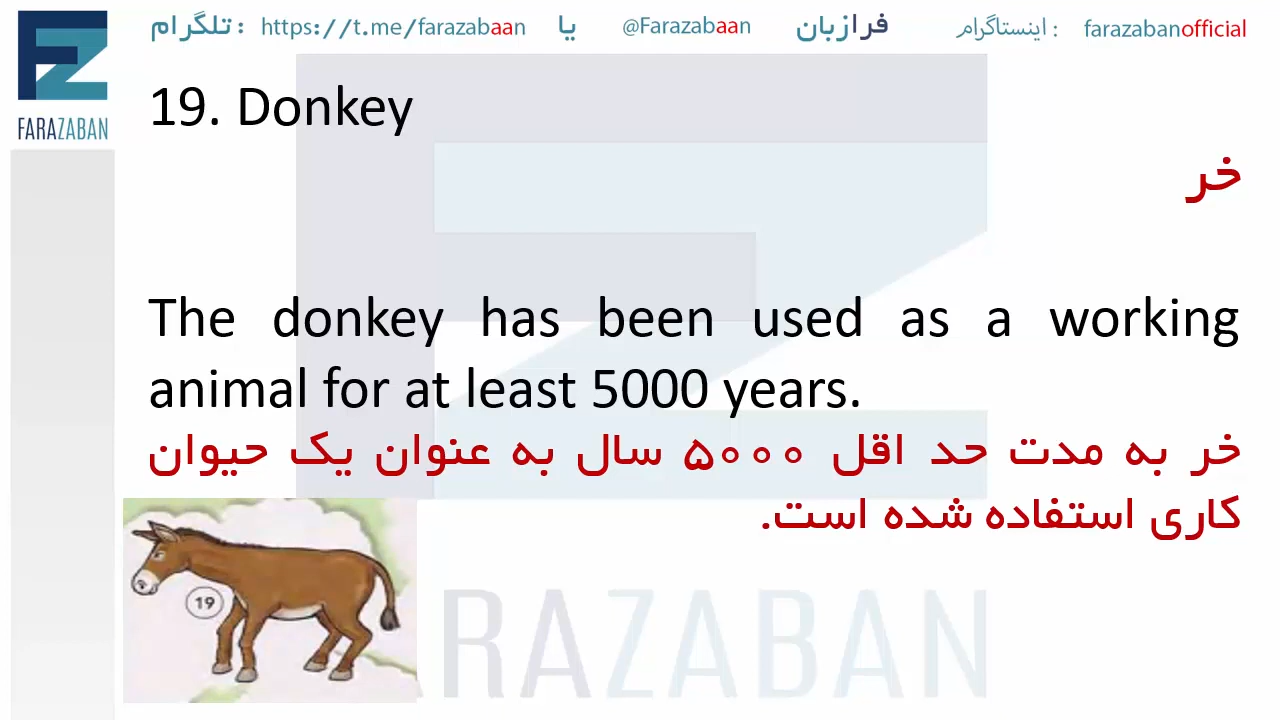 تلگرام : https://t.me/farazabaan یا @Farazabaan فرازبان اینستاگرام : farazabanofficial
FZ
FARAZABAN
19. Donkey
خر
The donkey has been used as a working
animal for at least 5000 years.
خر به مدت حد اقل ۵۰۰۰ سال به عنوان یک حیوان
کاری استفاده شده است.
19
FARAZABAN